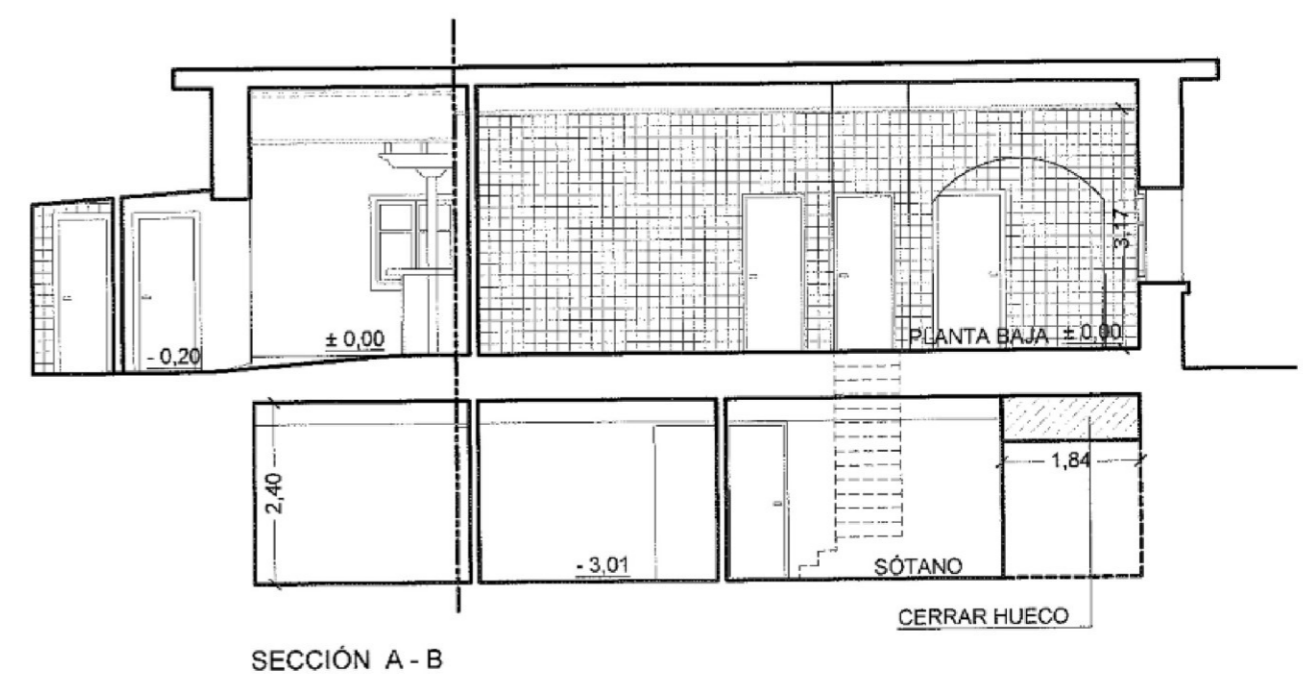 3,17
± 0,00
PLANTA BAJA ± 0,00
- 0,20
1,84
2,40
- 3,01
SÓTANO
CERRAR HUECO
SECCIÓN A - B